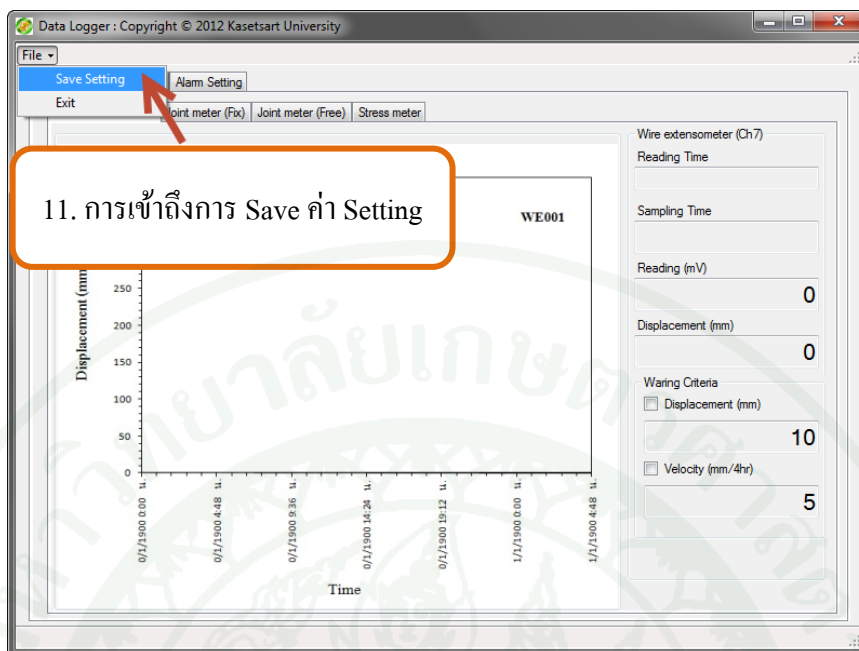 Data Logger : Copyright © 2012 Kasetsart University
File
Save Setting
Exit
Alarm Setting
Joint meter (Fix)
Joint meter (Free)
Stress meter
11. การเข้าถึงการ Save ค่า Setting
WE001
Displacement (mm
250
200
150
100
50
0
0/1/1900 0:00 น.
0/1/1900 4:48 น.
0/1/1900 9:36 น.
0/1/1900 14:24 น.
0/1/1900 19:12 น.
1/1/1900 0:00 น.
1/1/1900 4:48 น.
Time
Wire extensometer (Ch7)
Reading Time
Sampling Time
Reading (mV)
0
Displacement (mm)
0
Waring Criteria
Displacement (mm)
10
Velocity (mm/4hr)
5